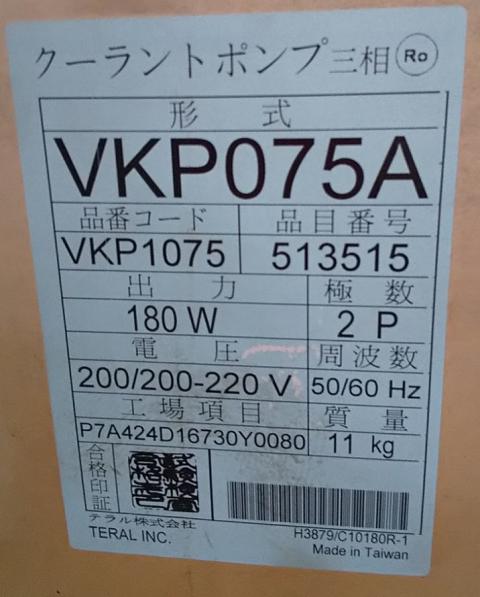 クーラントポンプ三相 Ro
形 式
VKP075A
品番コード 品目番号
VKP1075 513515
出 力 極 数
180 W 2 P
電 圧 周波数
200/200-220 V 50/60 Hz
工場項目 質 量
P7A424D16730Y0080 11 kg
合格印証
テラル株式会社
TERAL INC.
H3879/C10180R-1
Made in Taiwan